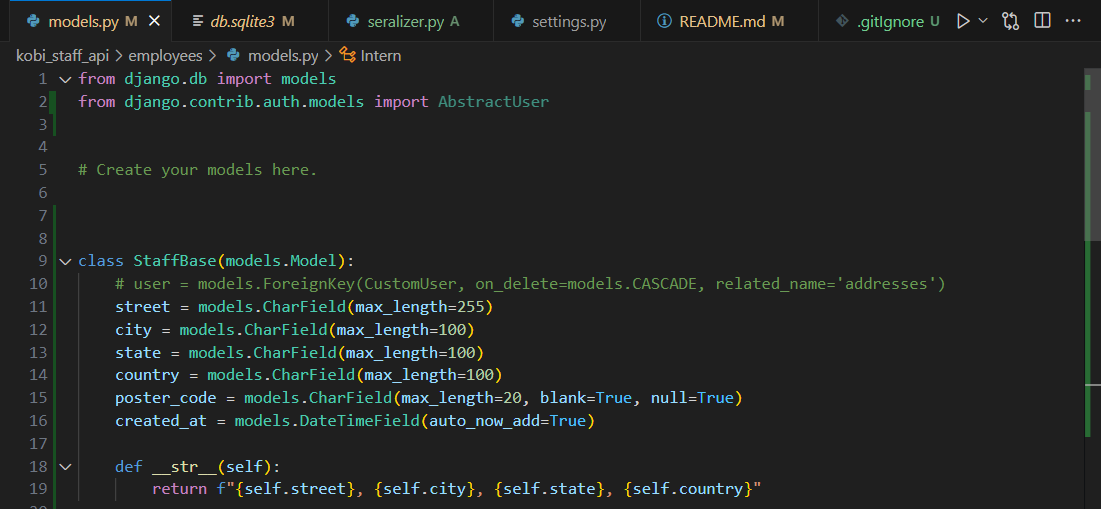 models.py M
db.sqlite3 M
seralizer.py A
settings.py
README.md M
.gitIgnore U
kobi_staff_api > employees > models.py > Intern
1 from django.db import models
2 from django.contrib.auth.models import AbstractUser
3
4
5 # Create your models here.
6
7
8
9 class StaffBase(models.Model):
10 # user = models.ForeignKey(CustomUser, on_delete=models.CASCADE, related_name='addresses')
11 street = models.CharField(max_length=255)
12 city = models.CharField(max_length=100)
13 state = models.CharField(max_length=100)
14 country = models.CharField(max_length=100)
15 poster_code = models.CharField(max_length=20, blank=True, null=True)
16 created_at = models.DateTimeField(auto_now_add=True)
17
18 def __str__(self):
19 return f"{self.street}, {self.city}, {self.state}, {self.country}"